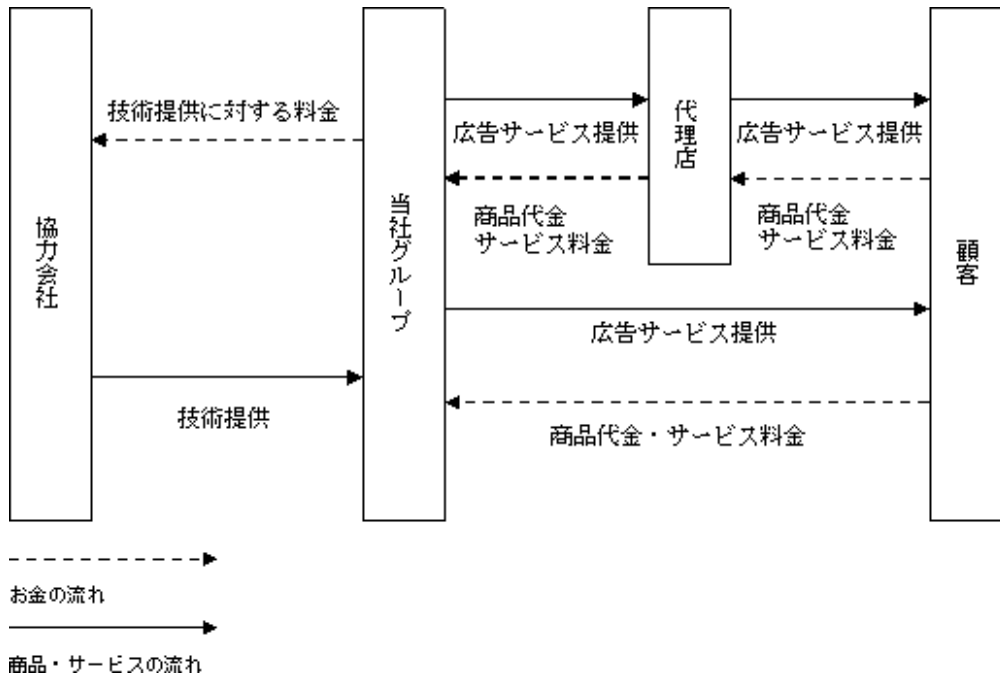 技術提供に対する料金
広告サービス提供
代理店
広告サービス提供
商品代金
サービス料金
商品代金
サービス料金
協力会社
当社グループ
顧客
広告サービス提供
技術提供
商品代金・サービス料金
お金の流れ
商品・サービスの流れ